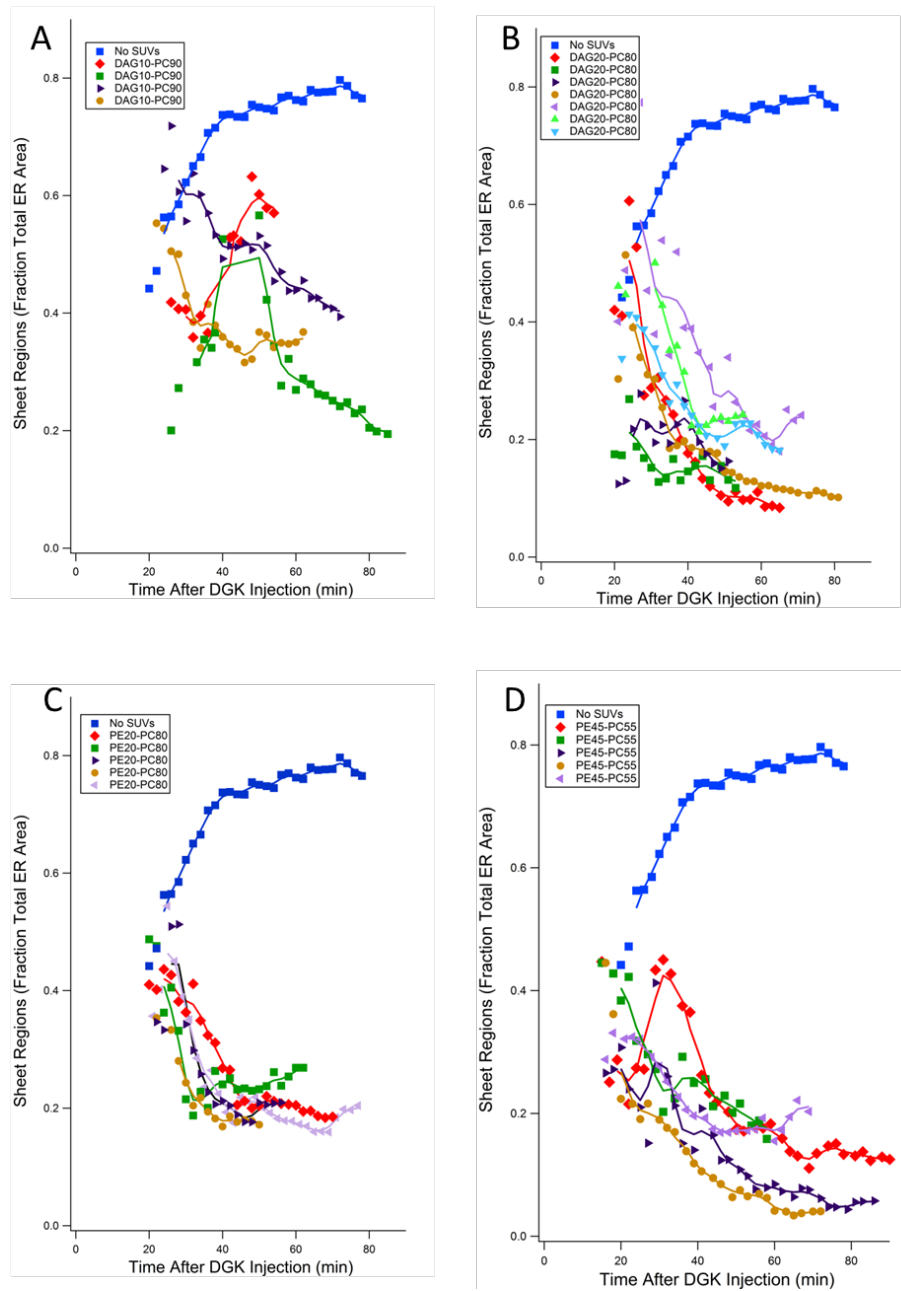 A
No SUVs
DAG10-PC90
DAG10-PC90
DAG10-PC90
DAG10-PC90
Sheet Regions (Fraction Total ER Area)
0.8
0.6
0.4
0.2
0.0
0 20 40 60 80
Time After DGK Injection (min)
B
No SUVs
DAG20-PC80
DAG20-PC80
DAG20-PC80
DAG20-PC80
DAG20-PC80
DAG20-PC80
DAG20-PC80
Sheet Regions (Fraction Total ER Area)
0.8
0.6
0.4
0.2
0.0
0 20 40 60 80
Time After DGK Injection (min)
C
No SUVs
PE20-PC80
PE20-PC80
PE20-PC80
PE20-PC80
PE20-PC80
Sheet Regions (Fraction Total ER Area)
0.8
0.6
0.4
0.2
0.0
0 20 40 60 80
Time After DGK Injection (min)
D
No SUVs
PE45-PC55
PE45-PC55
PE45-PC55
PE45-PC55
PE45-PC55
Sheet Regions (Fraction Total ER Area)
0.8
0.6
0.4
0.2
0.0
0 20 40 60 80
Time After DGK Injection (min)